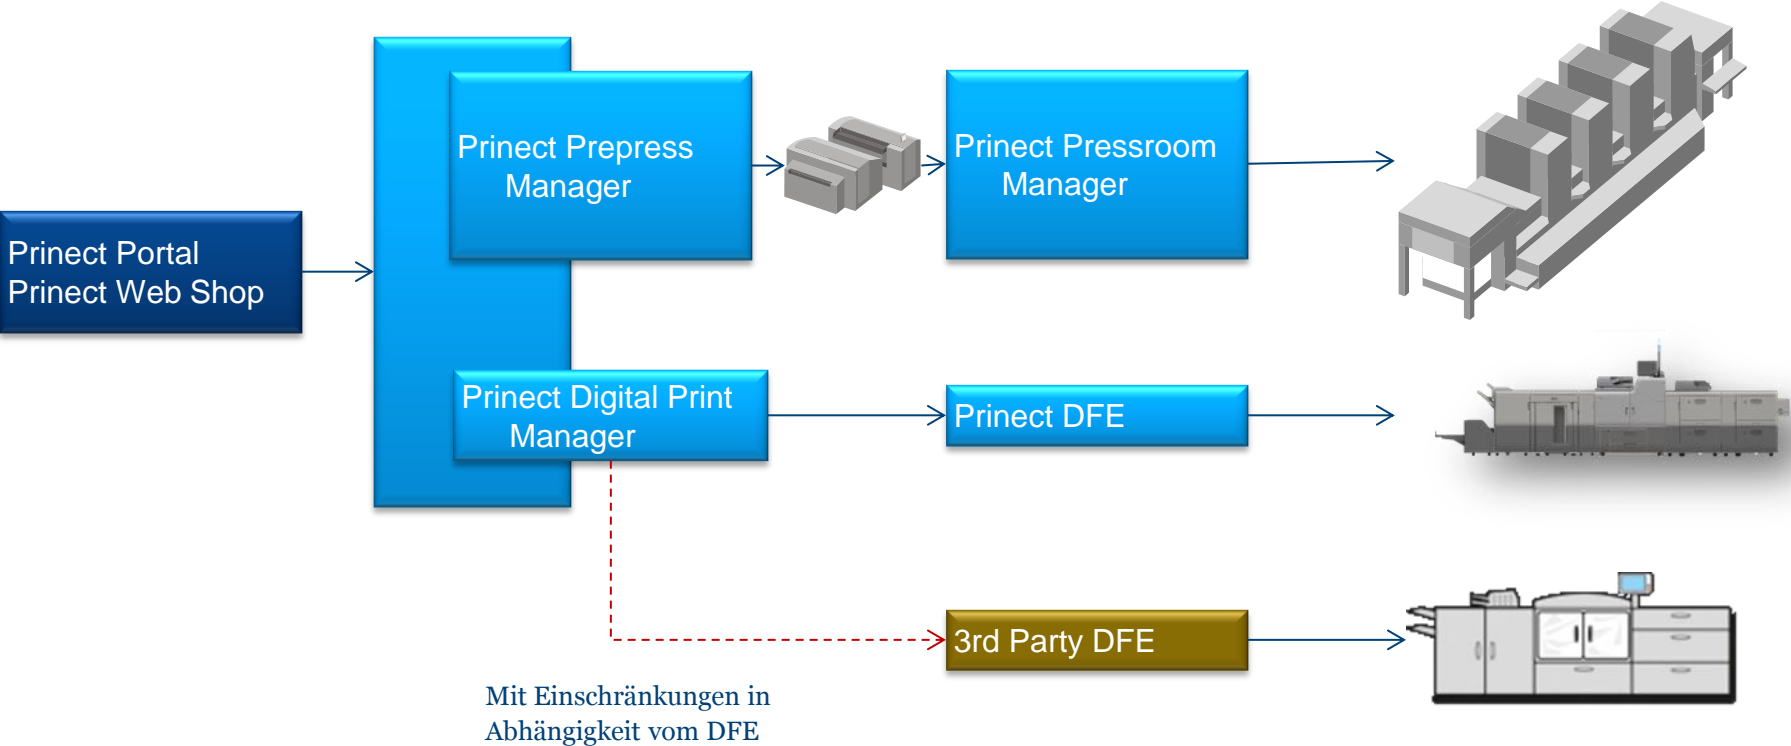 Prinect Portal
Prinect Web Shop
Prinect Prepress
Manager
Prinect Pressroom
Manager
Prinect Digital Print
Manager
Prinect DFE
3rd Party DFE
Mit Einschränkungen in
Abhängigkeit vom DFE